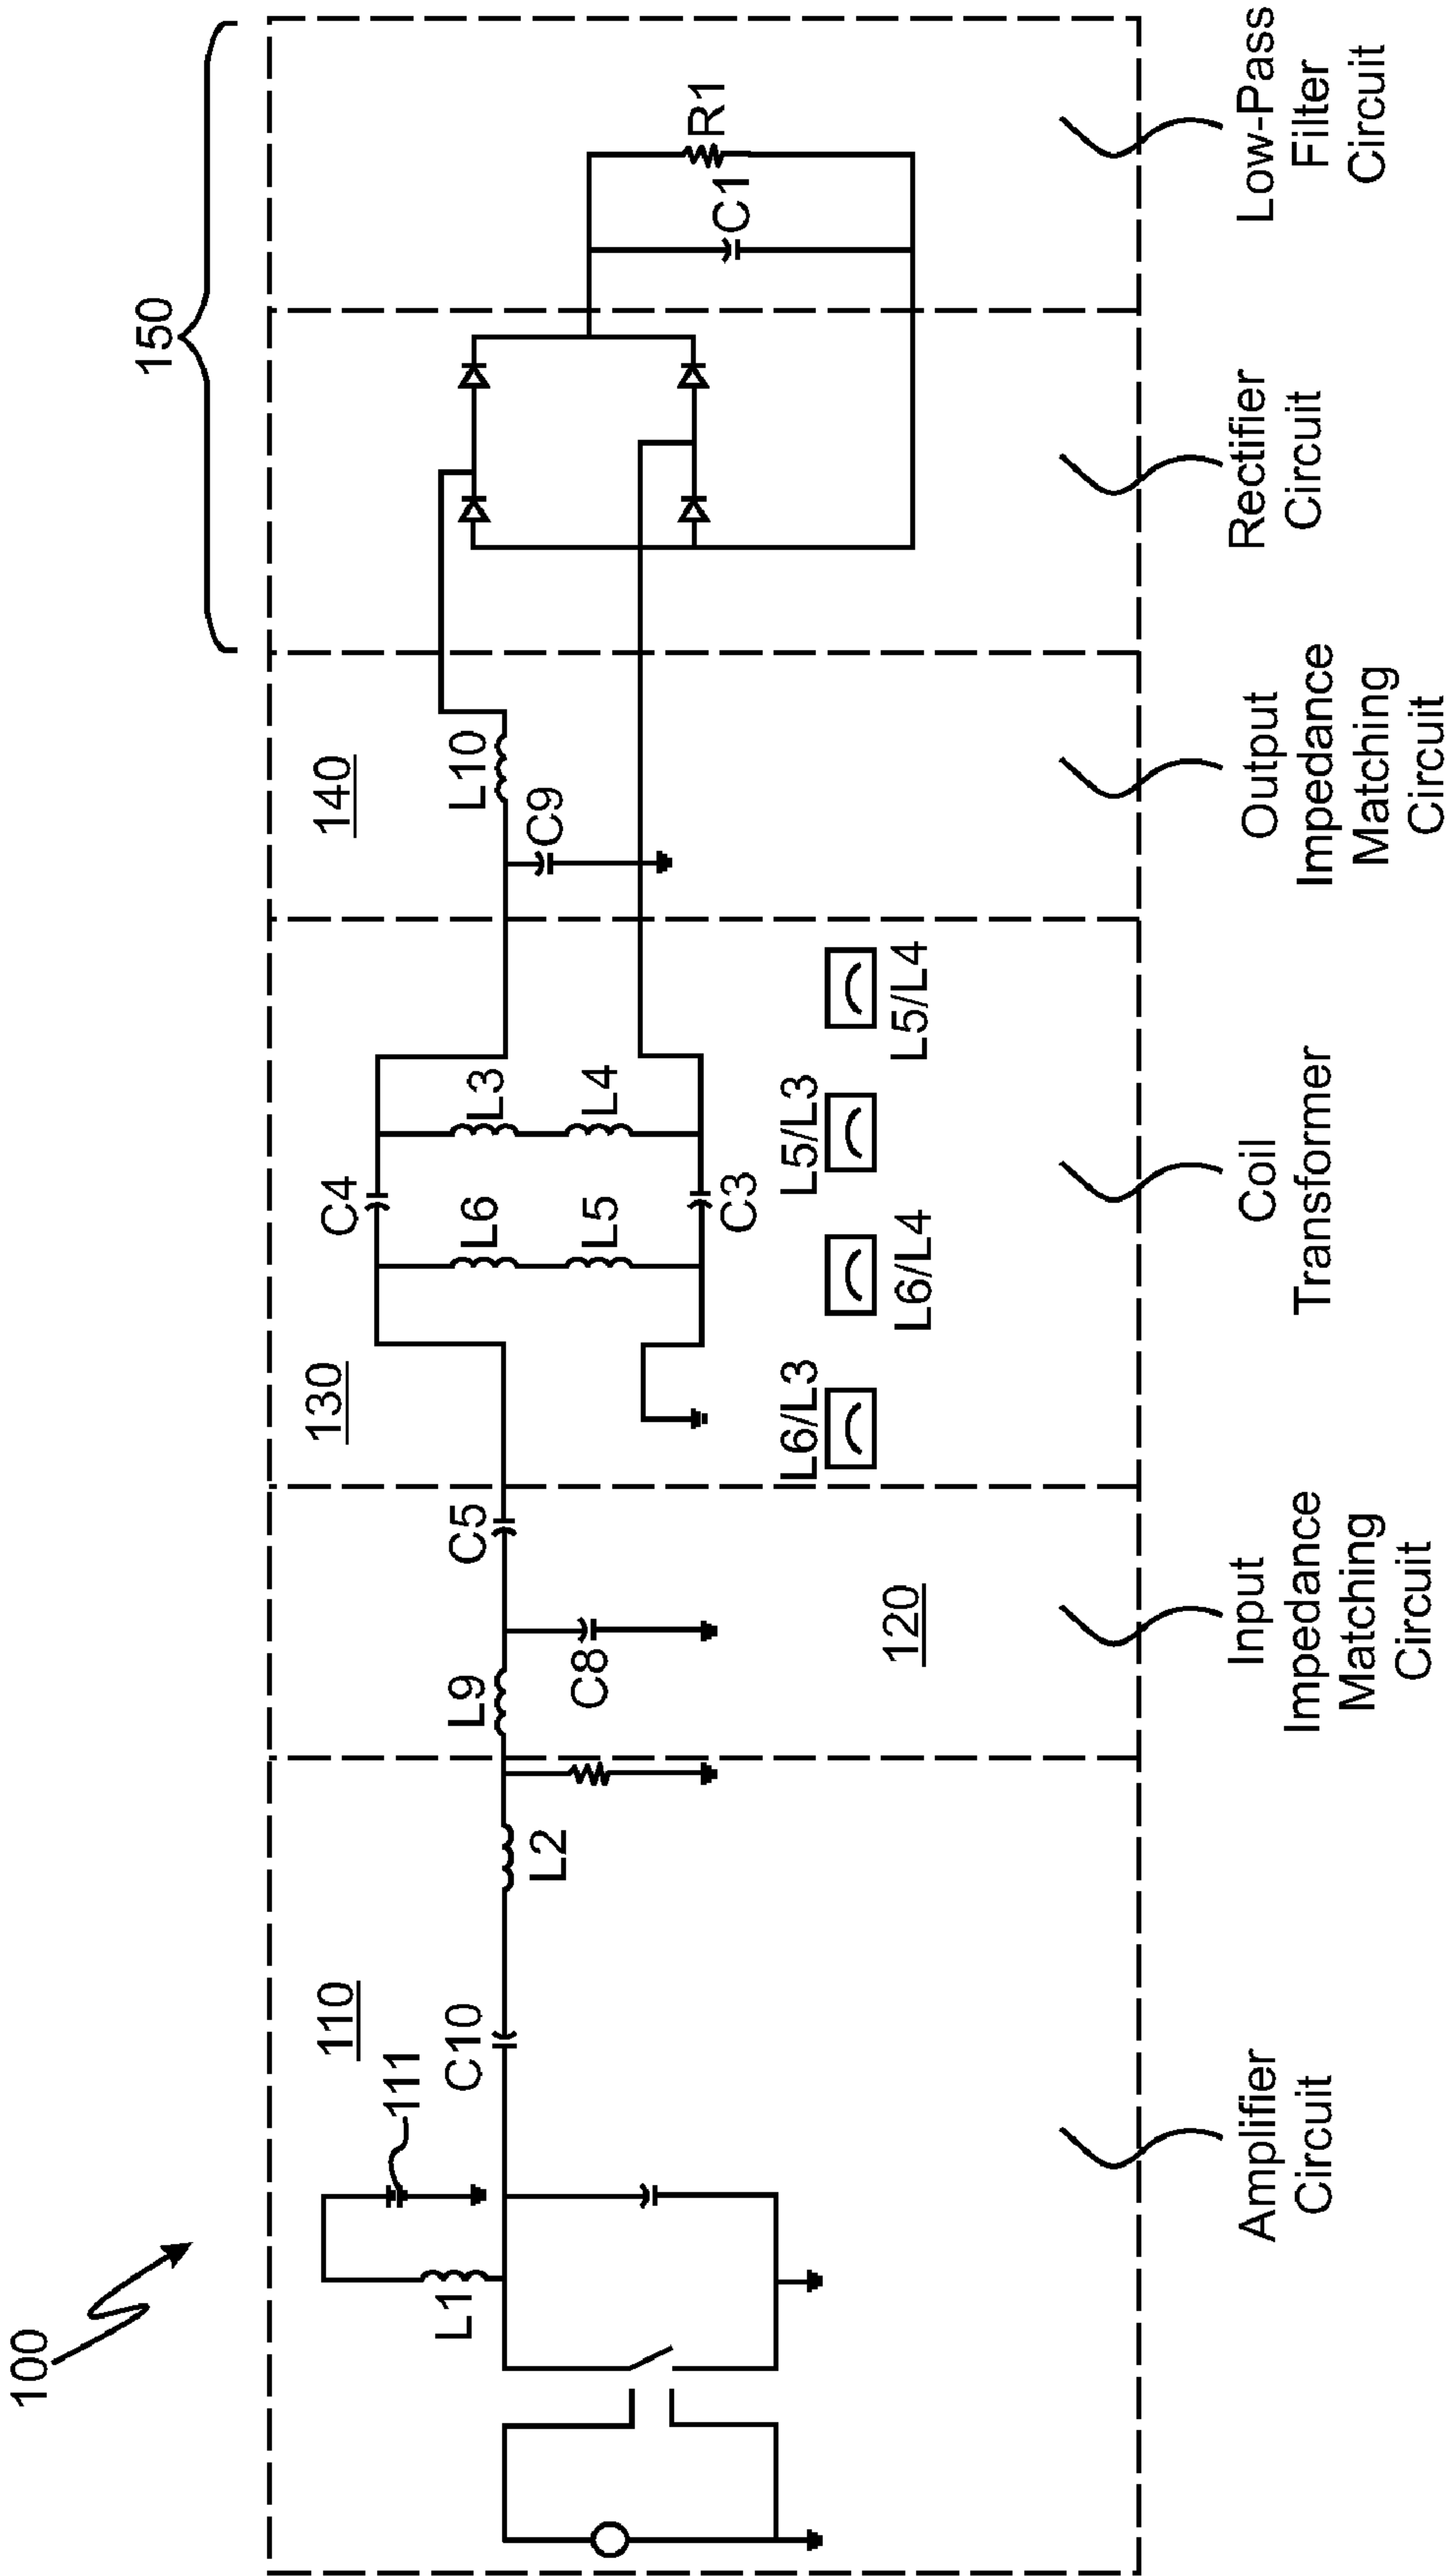 100
110
111
L1
C10
L2
Amplifier
Circuit
120
L9
C8
C5
Input
Impedance
Matching
Circuit
130
C4
L6
L5
L3
L4
C3
L6/L3
L6/L4
L5/L3
L5/L4
Coil
Transformer
140
L10
C9
Output
Impedance
Matching
Circuit
150
Rectifier
Circuit
C1
R1
Low-Pass
Filter
Circuit